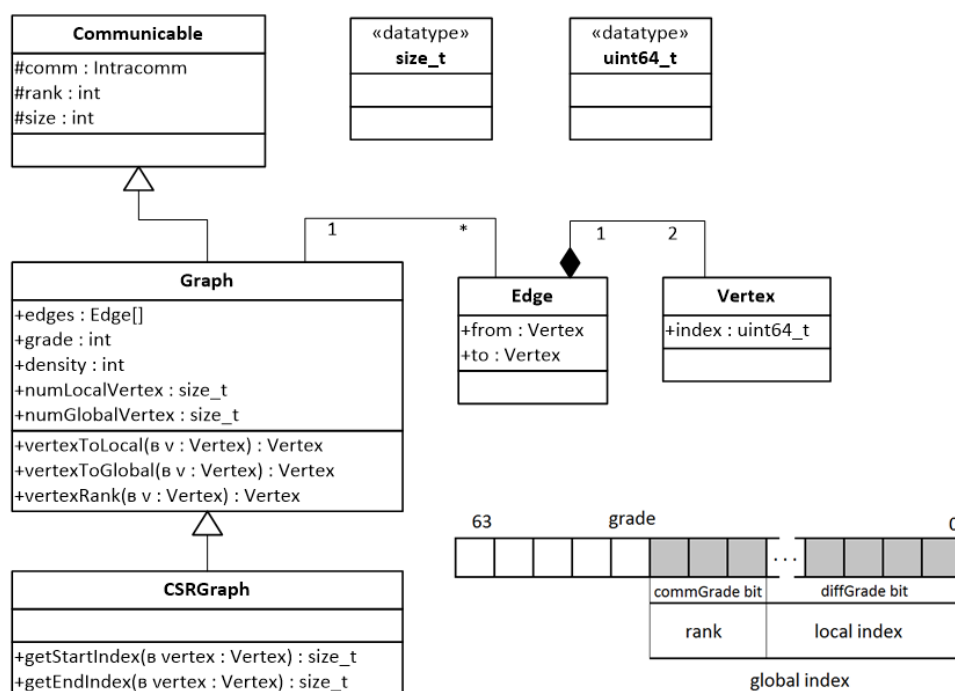 Communicable
#comm : Intracomm
#rank : int
#size : int
«datatype»
size_t
«datatype»
uint64_t
1
*
1
2
Graph
+edges : Edge[]
+grade : int
+density : int
+numLocalVertex : size_t
+numGlobalVertex : size_t
+vertexToLocal(в v : Vertex) : Vertex
+vertexToGlobal(в v : Vertex) : Vertex
+vertexRank(в v : Vertex) : Vertex
Edge
+from : Vertex
+to : Vertex
Vertex
+index : uint64_t
CSRGraph
+getStartIndex(в vertex : Vertex) : size_t
+getEndIndex(в vertex : Vertex) : size_t
63
grade
0
...
commGrade bit
diffGrade bit
rank
local index
global index